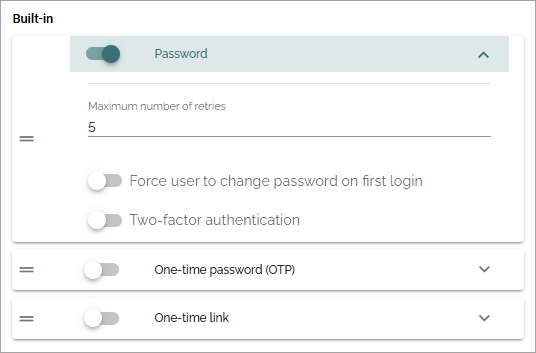 Built-in
Password
Maximum number of retries
5
Force user to change password on first login
Two-factor authentication
One-time password (OTP)
One-time link